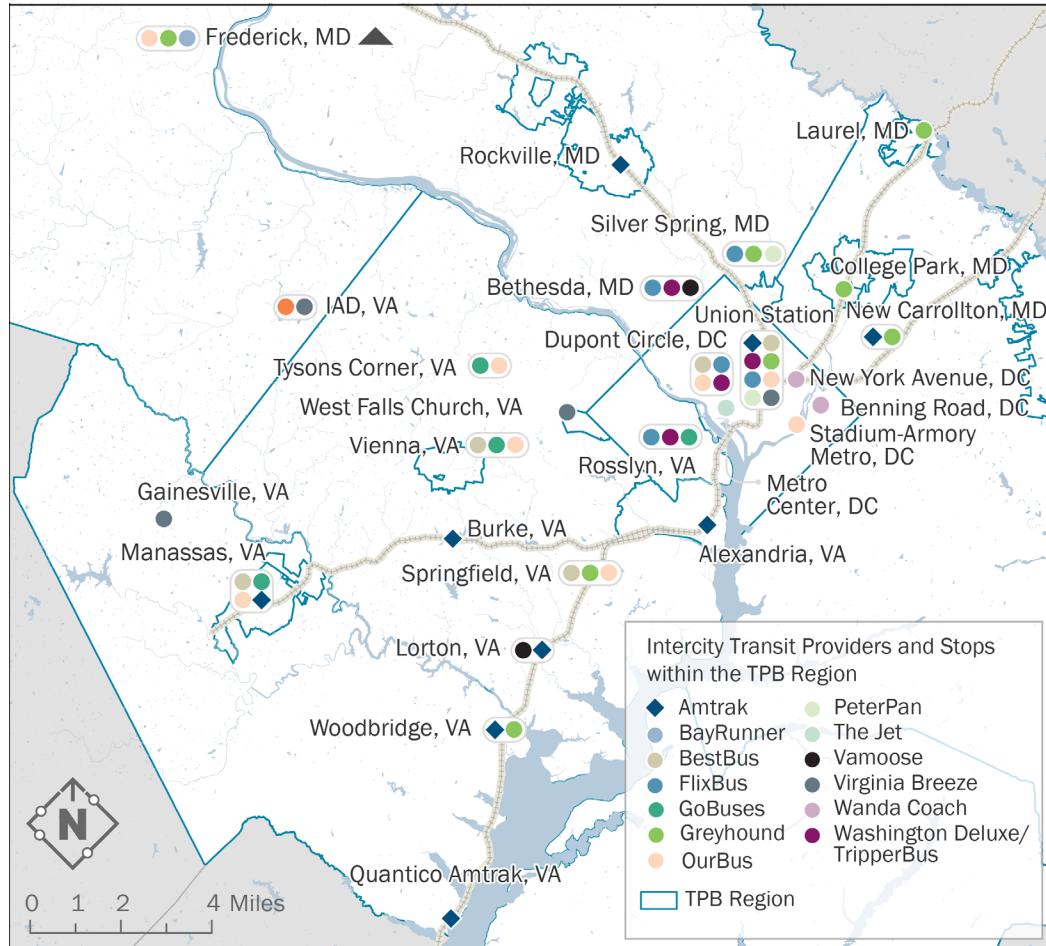 Frederick, MD
Laurel, MD
Rockville, MD
Silver Spring, MD
College Park, MD
Bethesda, MD
New Carrollton, MD
IAD, VA
Union Station
Dupont Circle, DC
Tysons Corner, VA
New York Avenue, DC
West Falls Church, VA
Benning Road, DC
Vienna, VA
Stadium-Armory
Metro, DC
Rosslyn, VA
Metro
Center, DC
Gainesville, VA
Burke, VA
Manassas, VA
Alexandria, VA
Springfield, VA
Lorton, VA
Woodbridge, VA
Quantico Amtrak, VA
N
0 1 2 4 Miles
Intercity Transit Providers and Stops
within the TPB Region
Amtrak
BayRunner
BestBus
FlixBus
GoBuses
Greyhound
OurBus
PeterPan
The Jet
Vamoose
Virginia Breeze
Wanda Coach
Washington Deluxe/
TripperBus
TPB Region